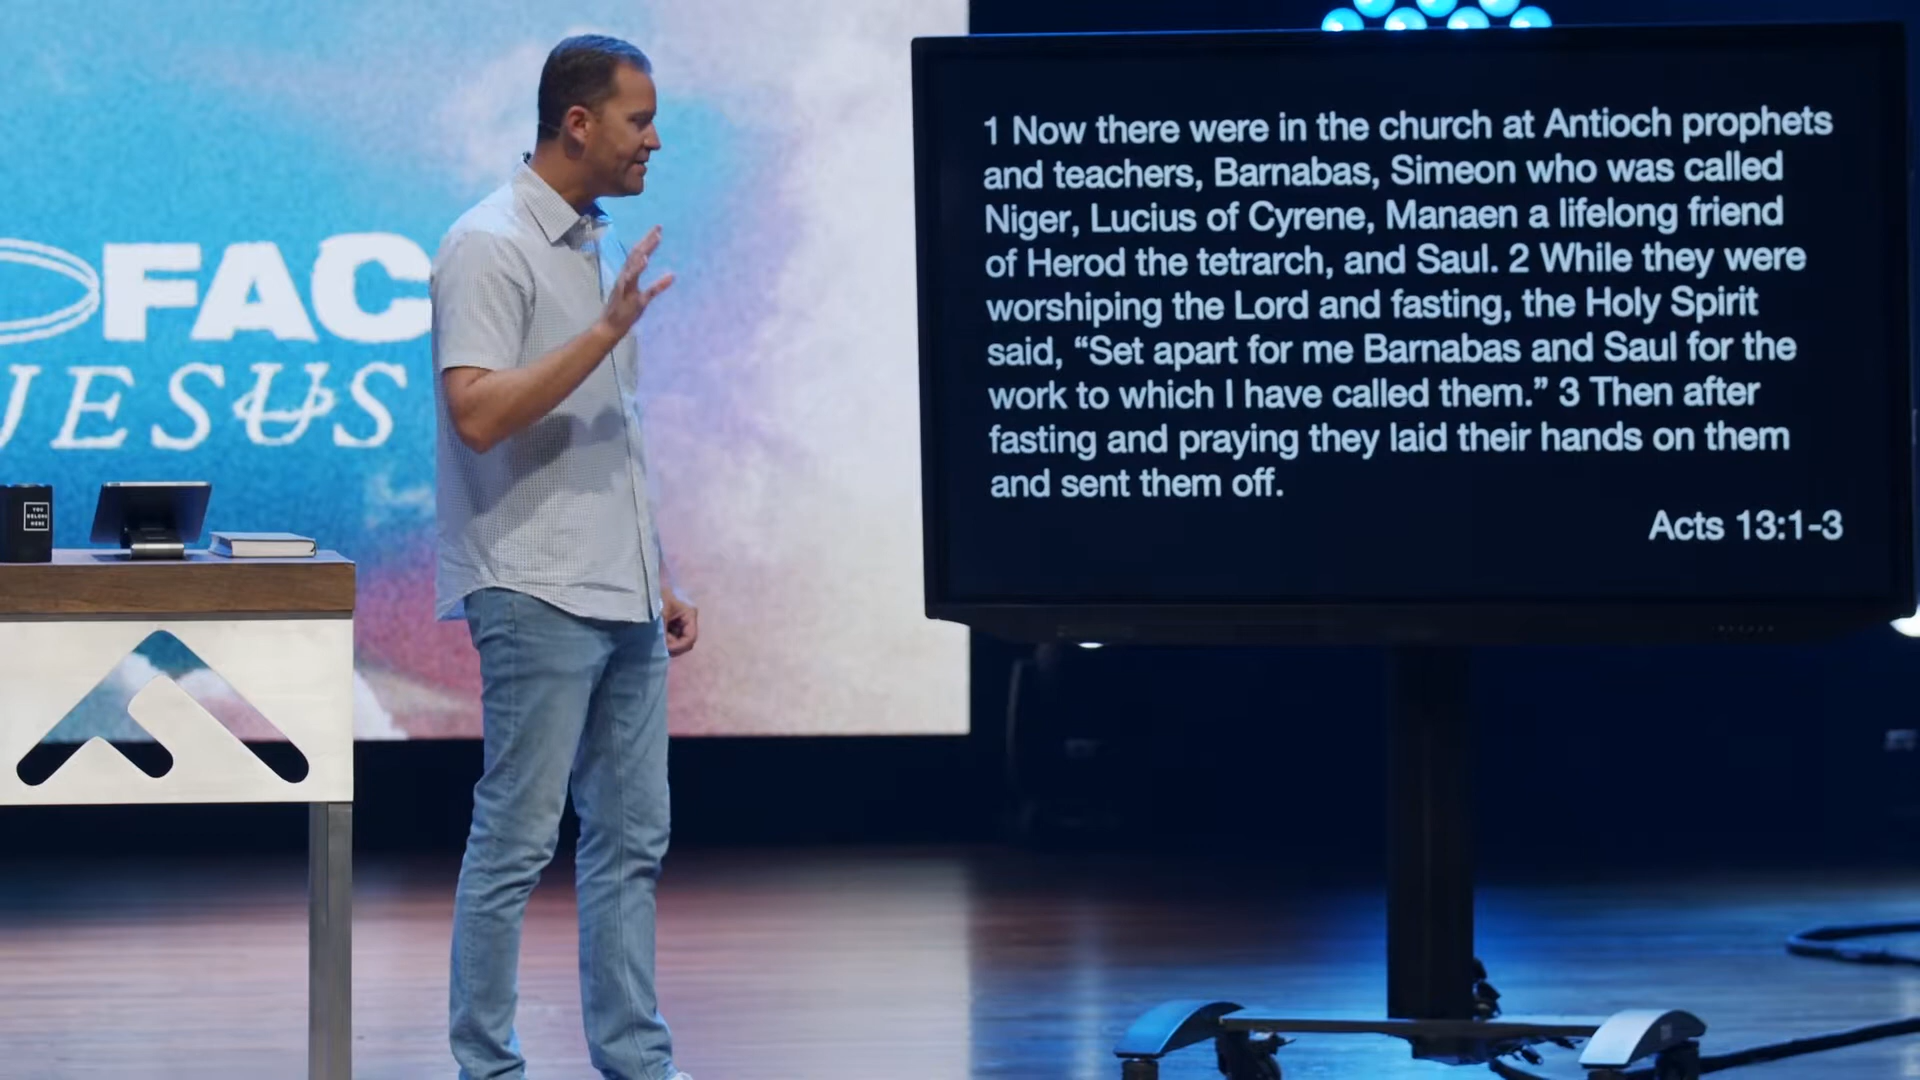 FAC
JESUS
YOU
BELONG
HERE
1 Now there were in the church at Antioch prophets
and teachers, Barnabas, Simeon who was called
Niger, Lucius of Cyrene, Manaen a lifelong friend
of Herod the tetrarch, and Saul. 2 While they were
worshiping the Lord and fasting, the Holy Spirit
said, “Set apart for me Barnabas and Saul for the
work to which I have called them.” 3 Then after
fasting and praying they laid their hands on them
and sent them off.
Acts 13:1-3